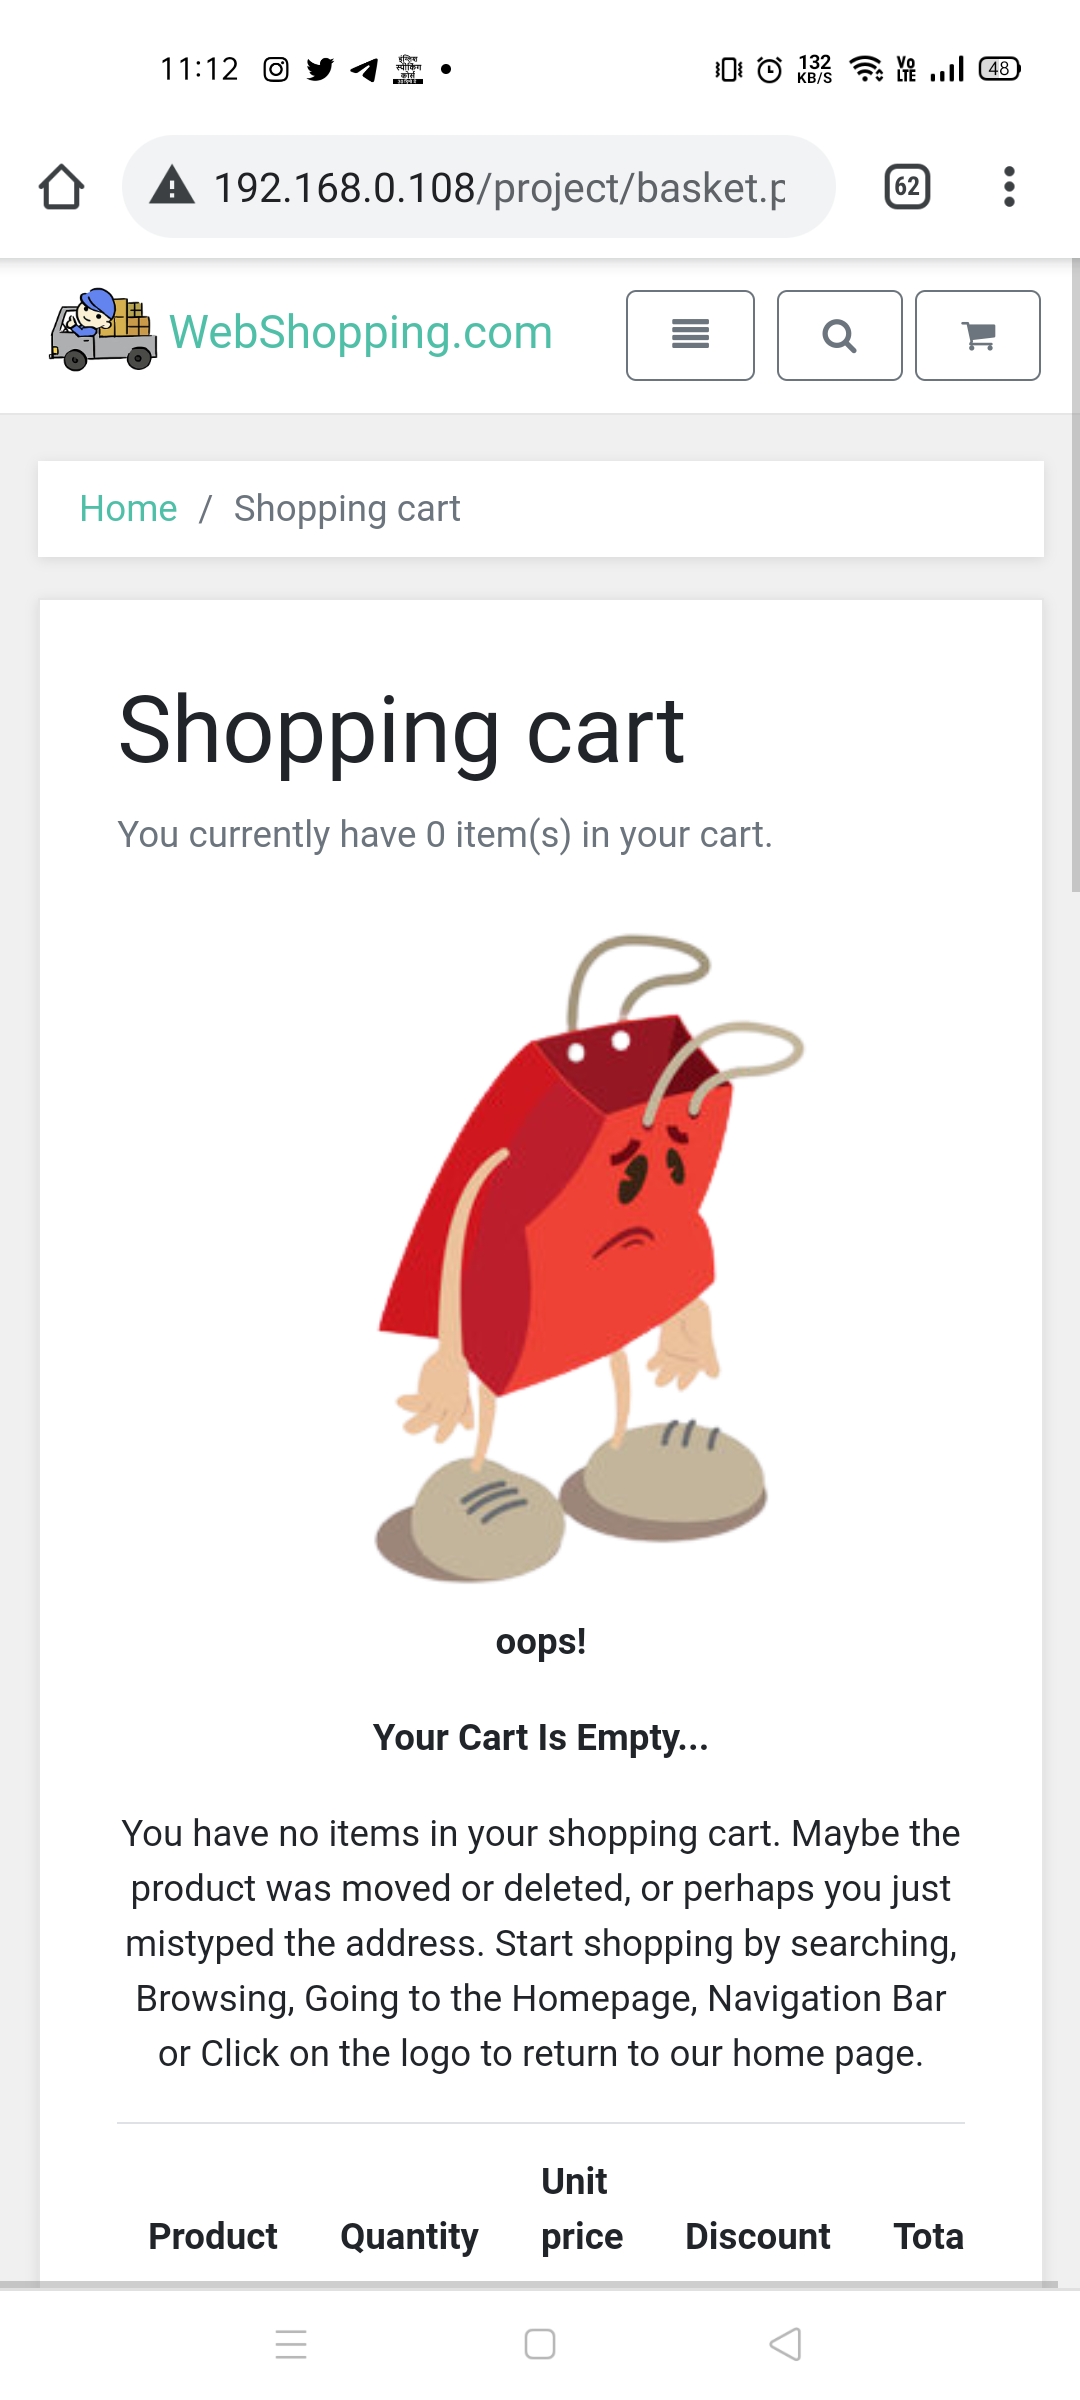 11:12
132
KB/S
Vo
LTE
48
192.168.0.108/project/basket.p
62
WebShopping.com
Home / Shopping cart
Shopping cart
You currently have 0 item(s) in your cart.
oops!
Your Cart Is Empty...
You have no items in your shopping cart. Maybe the
product was moved or deleted, or perhaps you just
mistyped the address. Start shopping by searching,
Browsing, Going to the Homepage, Navigation Bar
or Click on the logo to return to our home page.
Unit
Product Quantity price Discount Tota